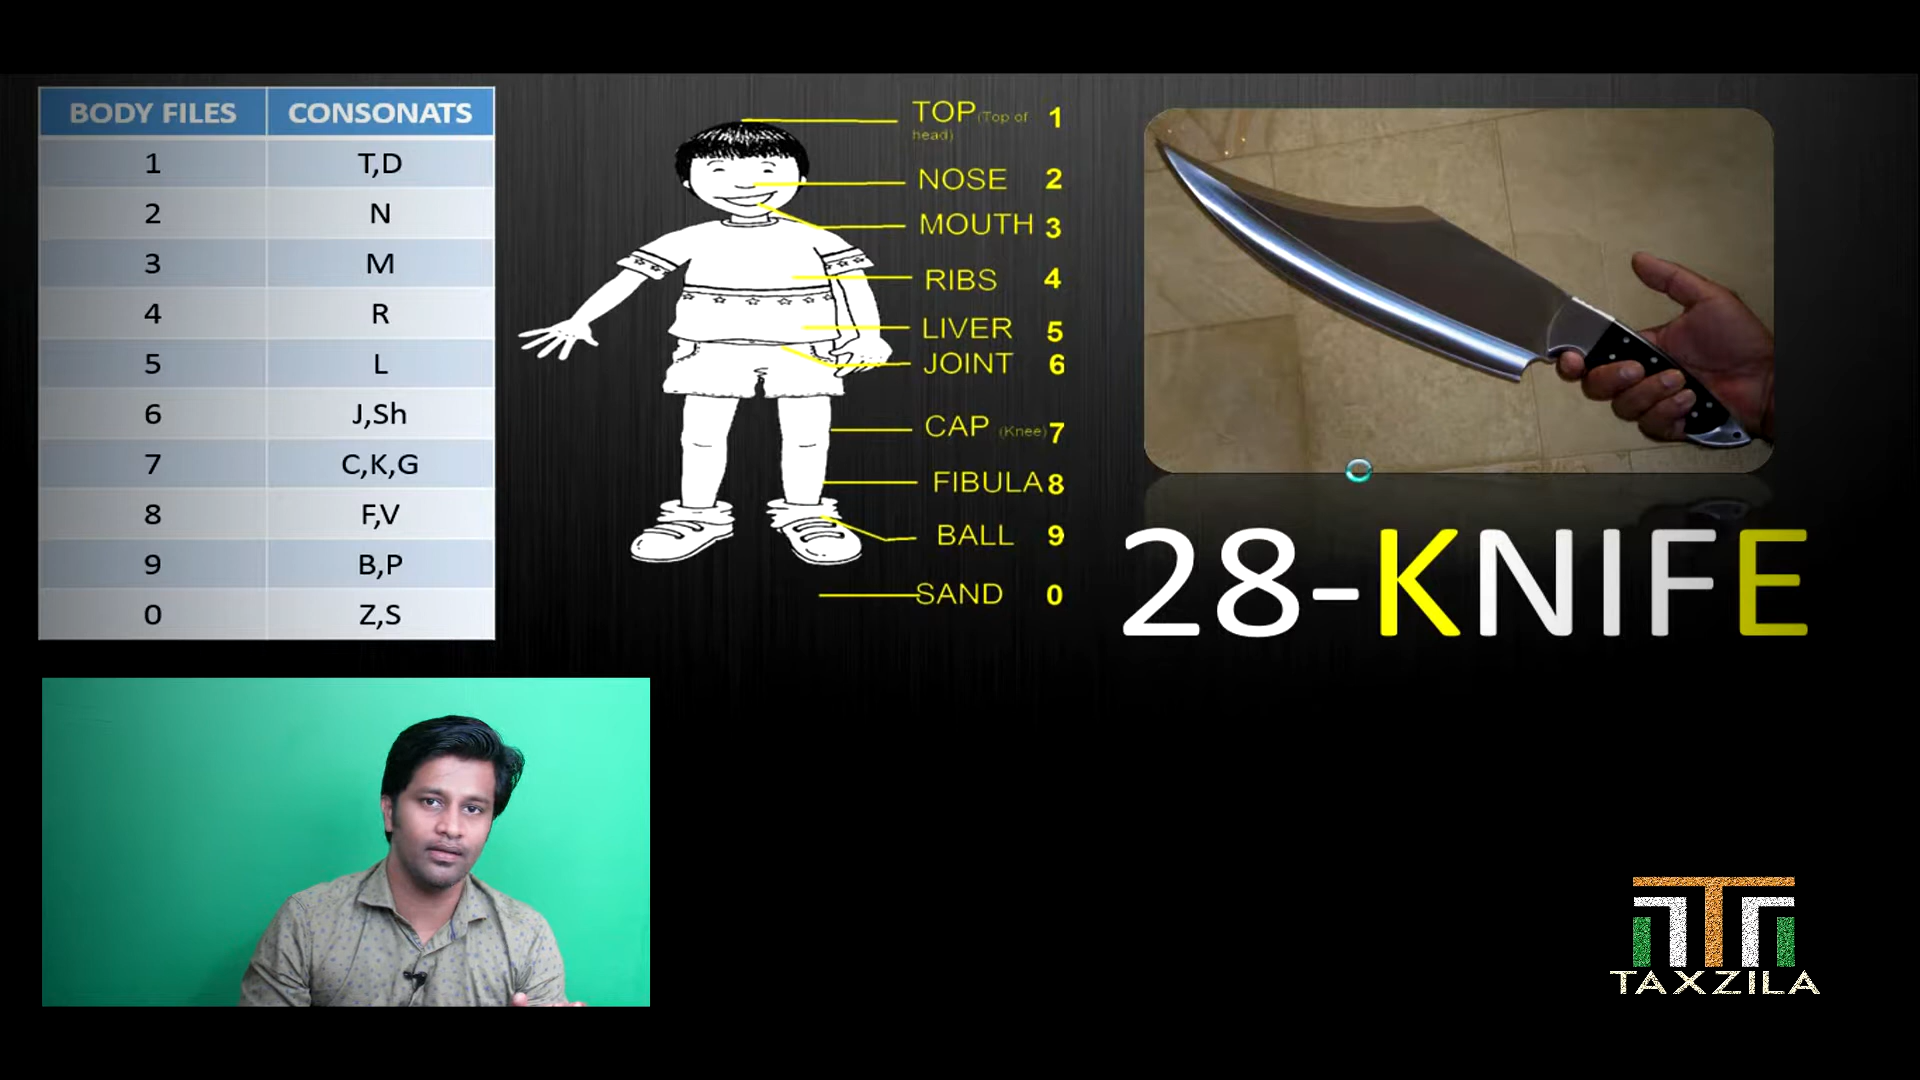 BODY FILES CONSONATS
1 T,D
2 N
3 M
4 R
5 L
6 J,Sh
7 C,K,G
8 F,V
9 B,P
0 Z,S
TOP (Top of head) 1
NOSE 2
MOUTH 3
RIBS 4
LIVER 5
JOINT 6
CAP (Knee) 7
FIBULA 8
BALL 9
SAND 0
28-KNIFE
TAXZILA